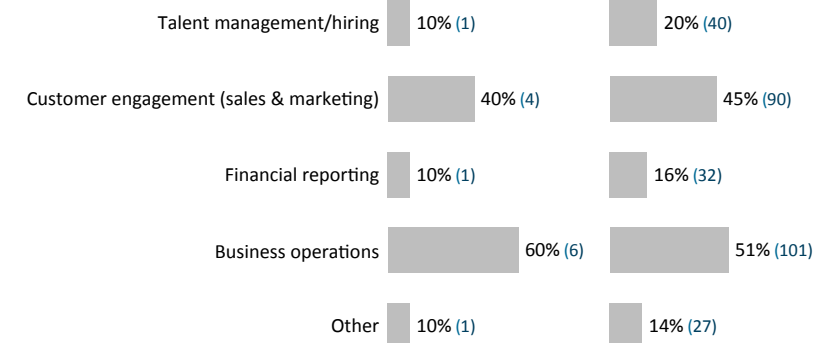 Talent management/hiring 10% (1) 20% (40)
Customer engagement (sales & marketing) 40% (4) 45% (90)
Financial reporting 10% (1) 16% (32)
Business operations 60% (6) 51% (101)
Other 10% (1) 14% (27)